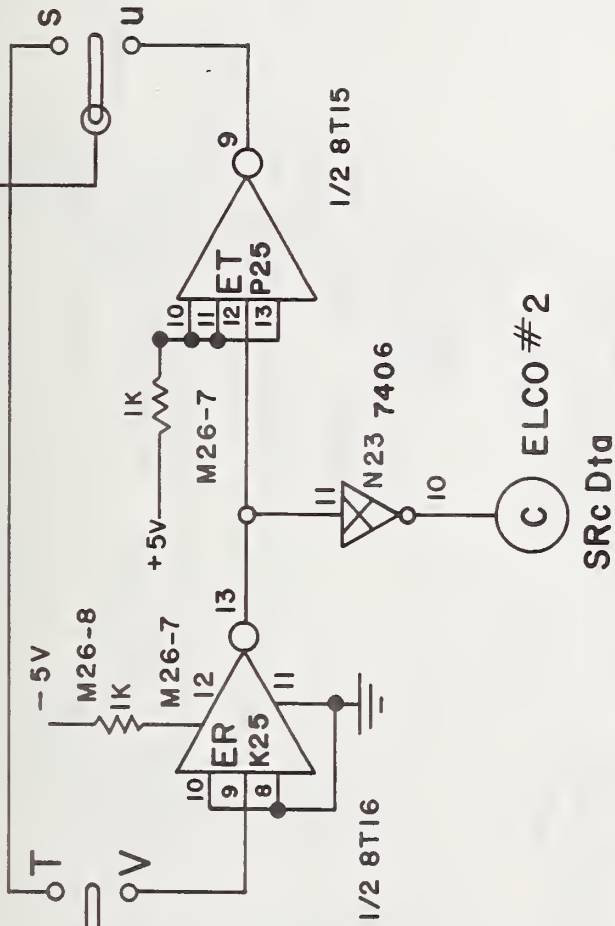 S
U
9
1/2 8T15
10
11
12
13
ET
P25
1K
M26-7
+5V
11
N23 7406
10
C
ELCO #2
SRc Dta
13
-5V
M26-8
1K
M26-7
12
11
10
9
8
ER
K25
T
V
1/2 8T16